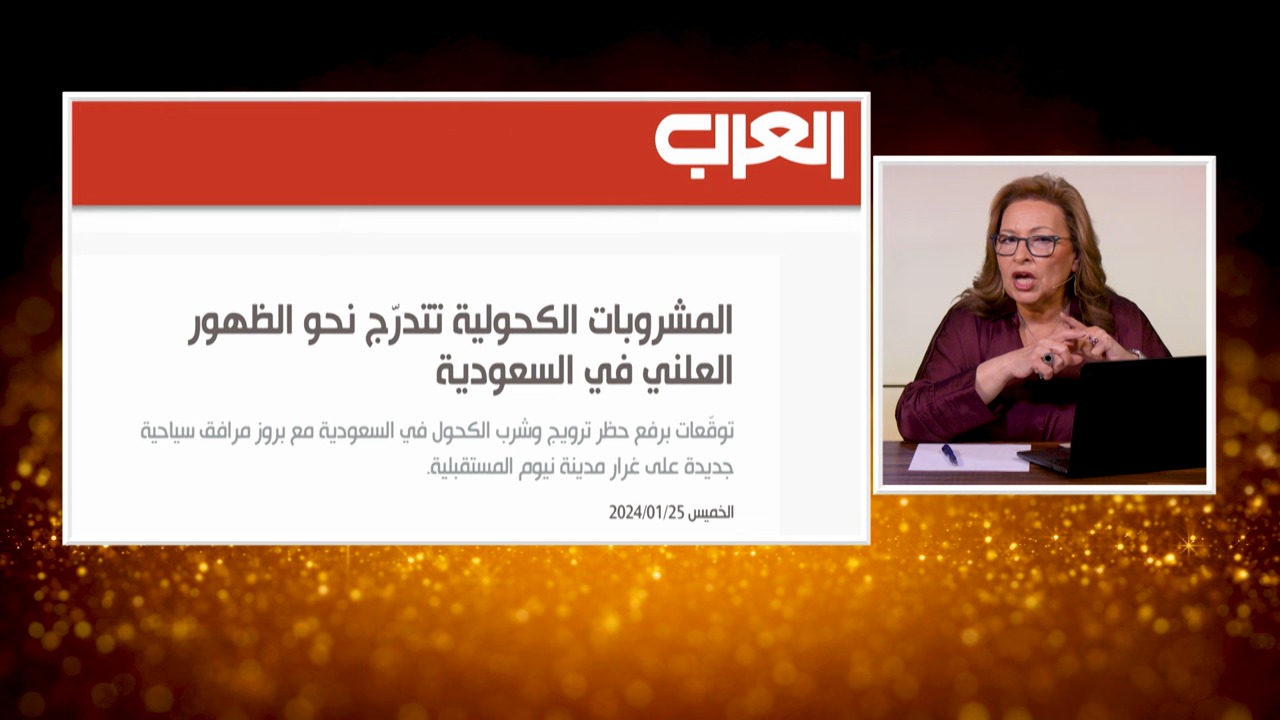 العرب
المشروبات الكحولية تتدرّج نحو الظهور
العلني في السعودية
توقّعات برفع حظر ترويج وشرب الكحول في السعودية مع بروز مرافق سياحية
جديدة على غرار مدينة نيوم المستقبلية.
الخميس 2024/01/25